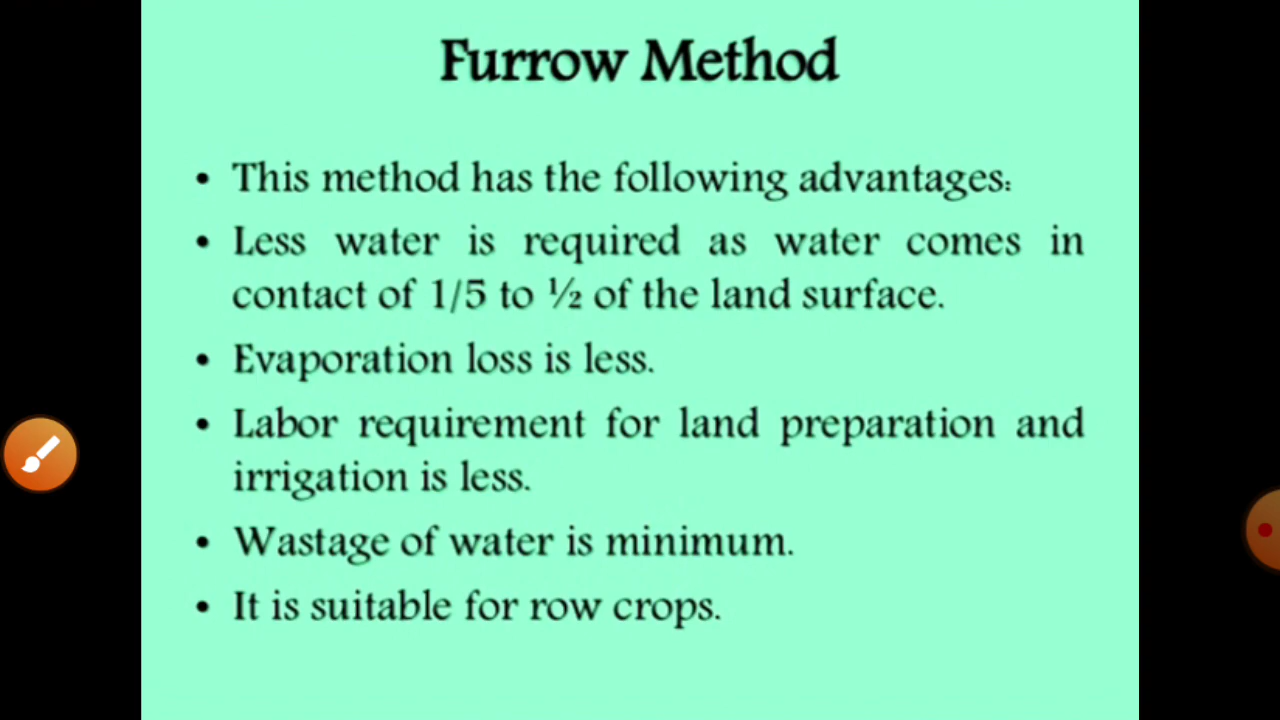 Furrow Method
• This method has the following advantages:
• Less water is required as water comes in
contact of 1/5 to ½ of the land surface.
• Evaporation loss is less.
• Labor requirement for land preparation and
irrigation is less.
• Wastage of water is minimum.
• It is suitable for row crops.